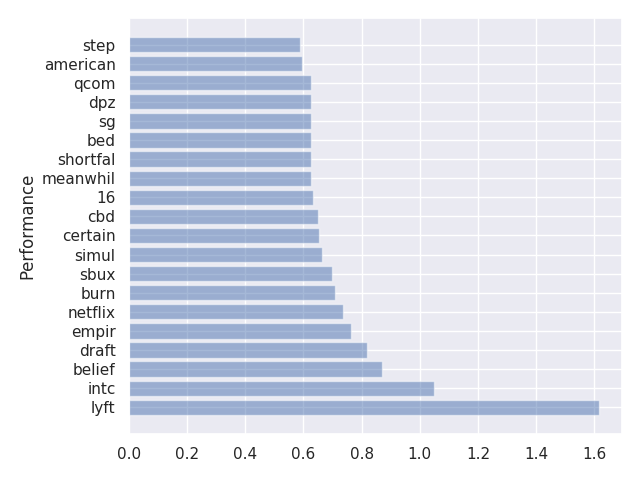 step
american
qcom
dpz
sg
bed
shortfal
meanwhil
16
cbd
certain
simul
sbux
burn
netflix
empir
draft
belief
intc
lyft
Performance
0.0 0.2 0.4 0.6 0.8 1.0 1.2 1.4 1.6